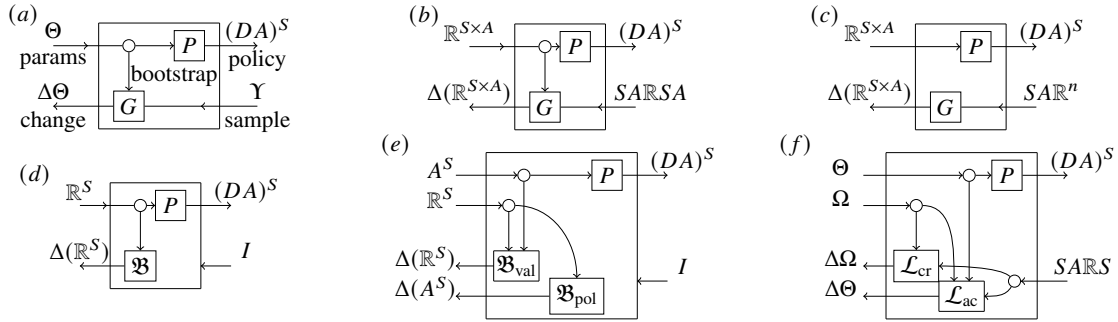 (a)
Θ
params
P
(DA)^S
policy
bootstrap
ΔΘ
change
G
Υ
sample
(b)
ℝ^{S×A}
P
(DA)^S
Δ(ℝ^{S×A})
G
SAℝSA
(c)
ℝ^{S×A}
P
(DA)^S
Δ(ℝ^{S×A})
G
SAℝ^n
(d)
ℝ^S
P
(DA)^S
Δ(ℝ^S)
𝔅
I
(e)
A^S
P
(DA)^S
ℝ^S
Δ(ℝ^S)
𝔅_val
I
Δ(A^S)
𝔅_pol
(f)
Θ
P
(DA)^S
Ω
ΔΩ
ℒ_cr
SAℝS
ΔΘ
ℒ_ac